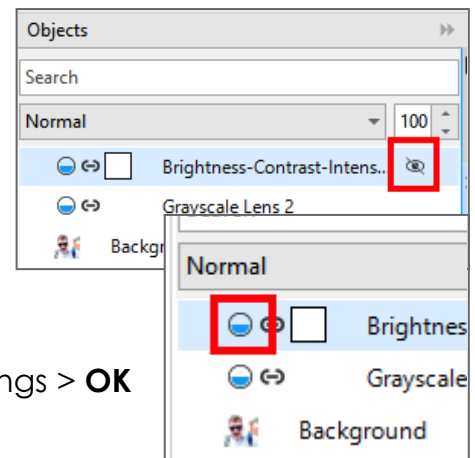 Objects
Search
Normal 100
Brightness-Contrast-Intens...
Grayscale Lens 2
Backgr
Normal
Brightnes
ngs > OK
Grayscale
Background